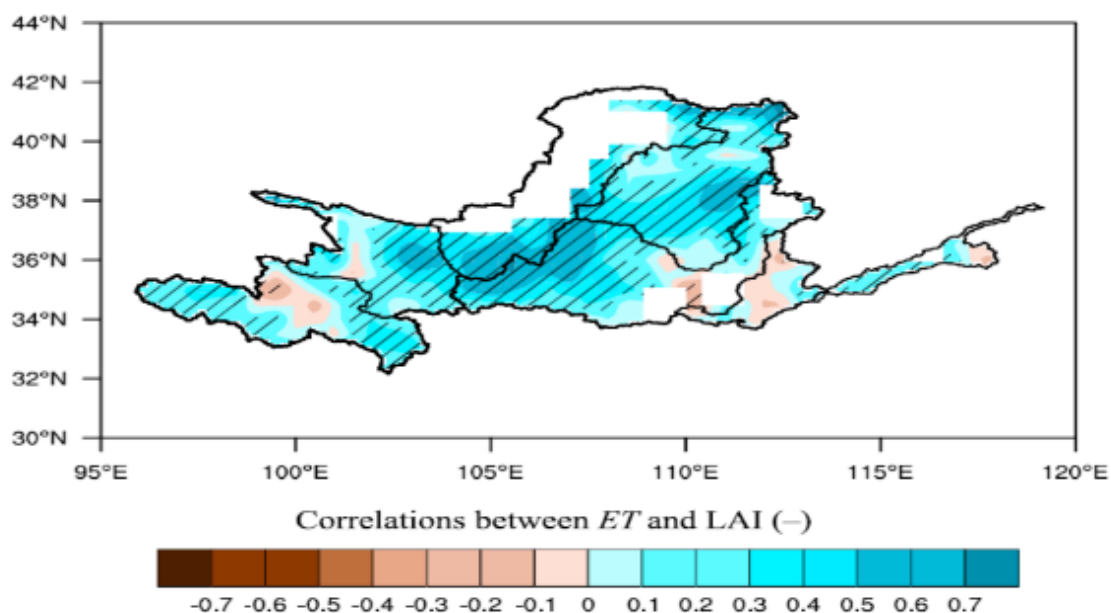 44°N
42°N
40°N
38°N
36°N
34°N
32°N
30°N
95°E 100°E 105°E 110°E 115°E 120°E
Correlations between ET and LAI (–)
-0.7 -0.6 -0.5 -0.4 -0.3 -0.2 -0.1 0 0.1 0.2 0.3 0.4 0.5 0.6 0.7